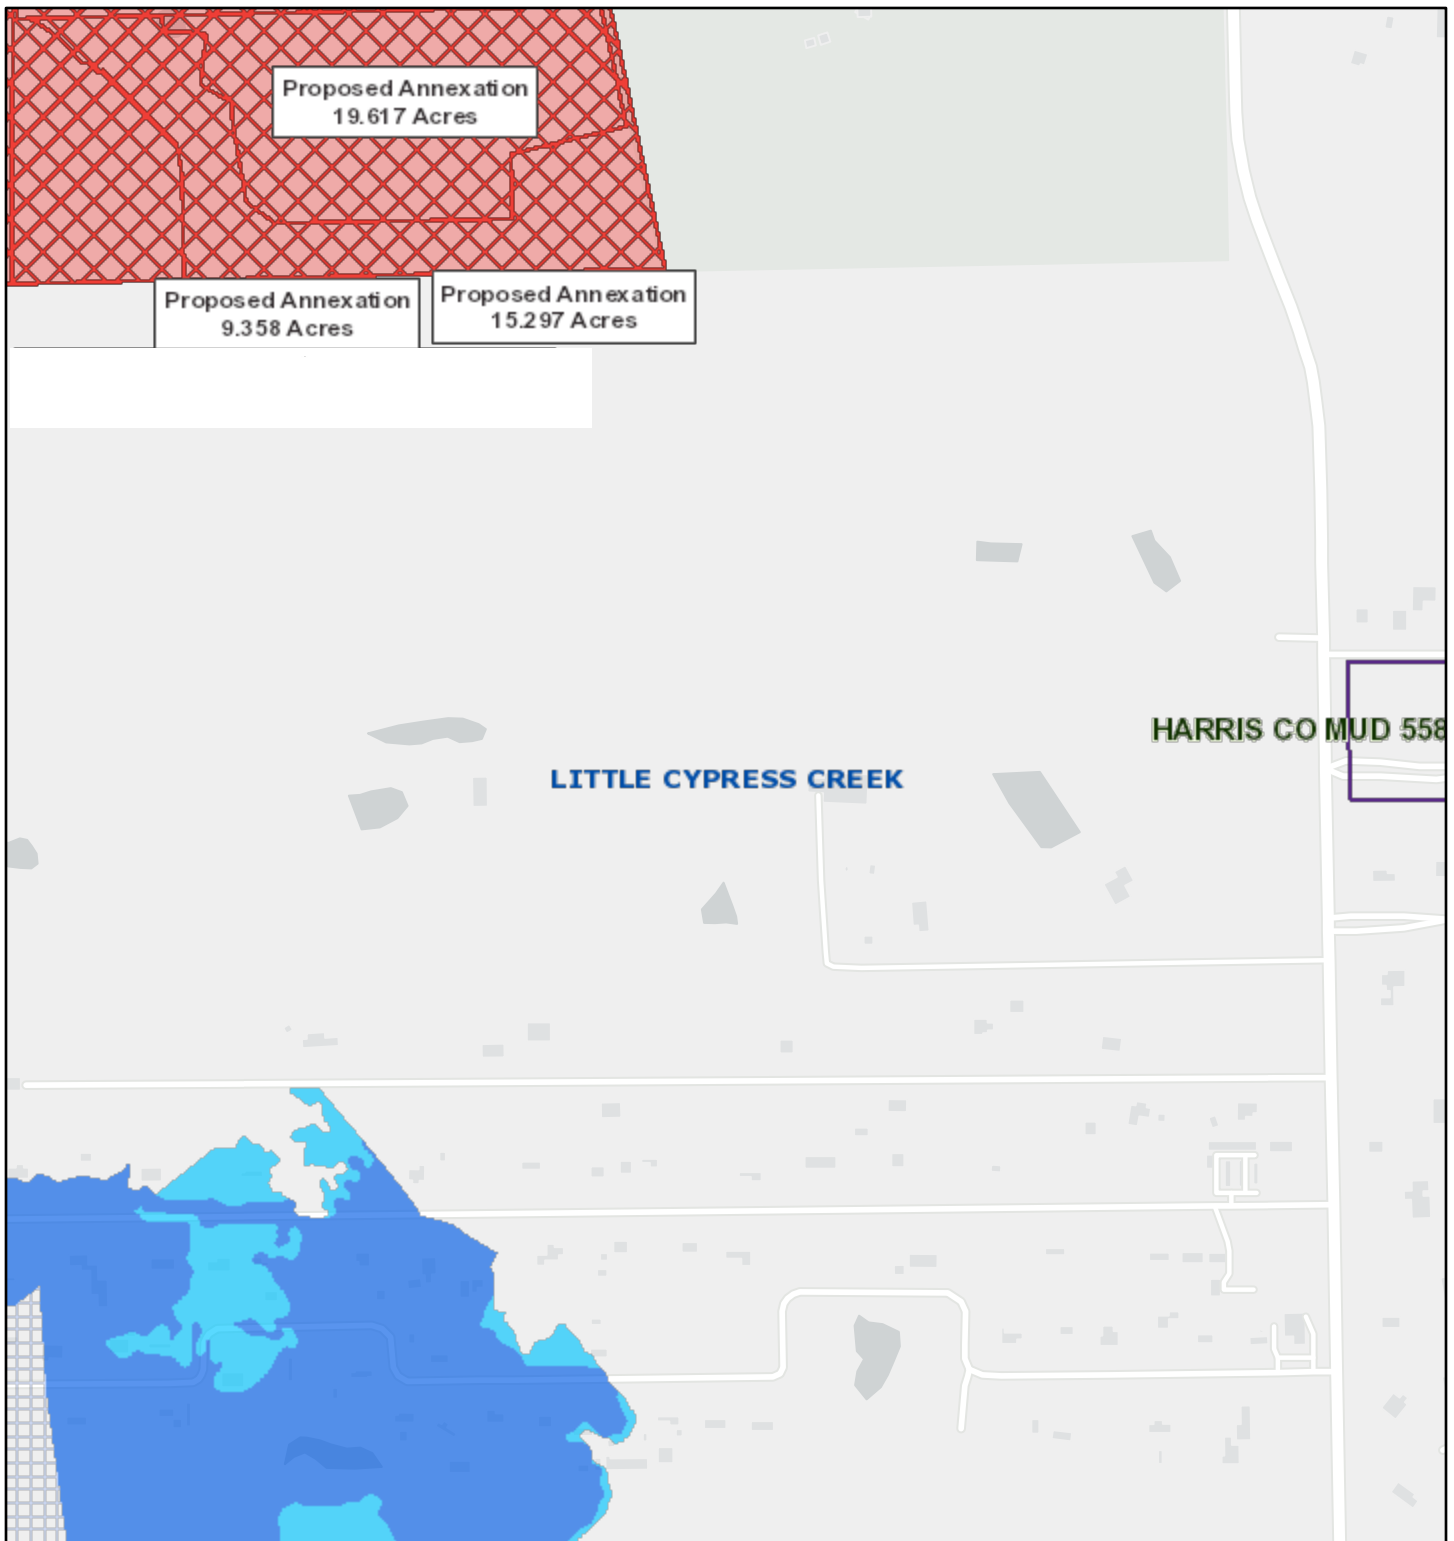 Proposed Annexation
19.617 Acres
Proposed Annexation
9.358 Acres
Proposed Annexation
15.297 Acres
HARRIS CO MUD 558
LITTLE CYPRESS CREEK